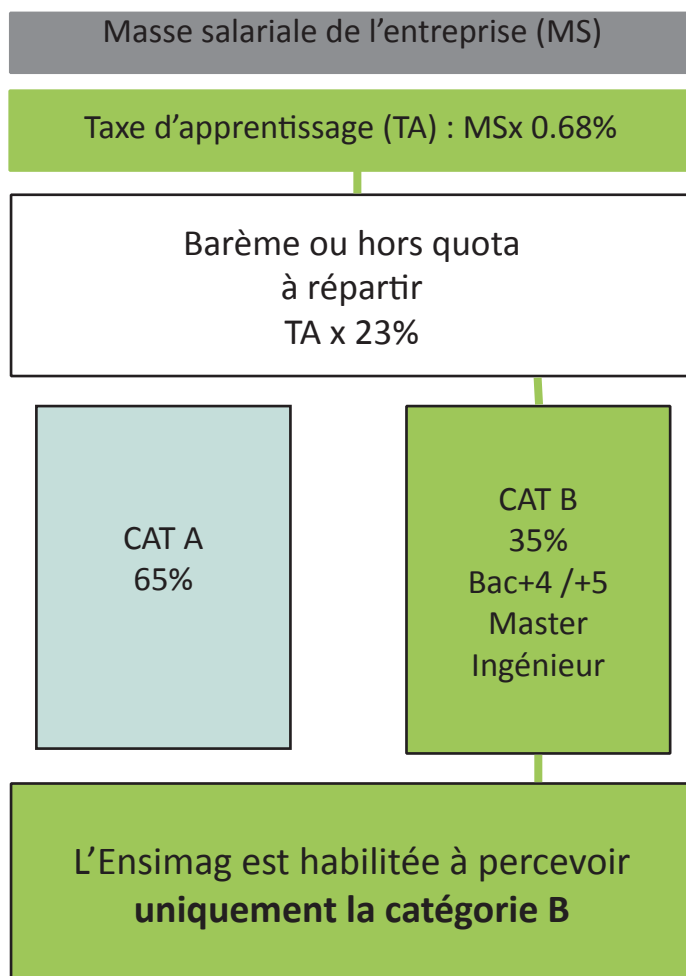 Masse salariale de l’entreprise (MS)
Taxe d’apprentissage (TA) : MSx 0.68%
Barème ou hors quota
à répartir
TA x 23%
CAT A
65%
CAT B
35%
Bac+4 /+5
Master
Ingénieur
L’Ensimag est habilitée à percevoir
uniquement la catégorie B